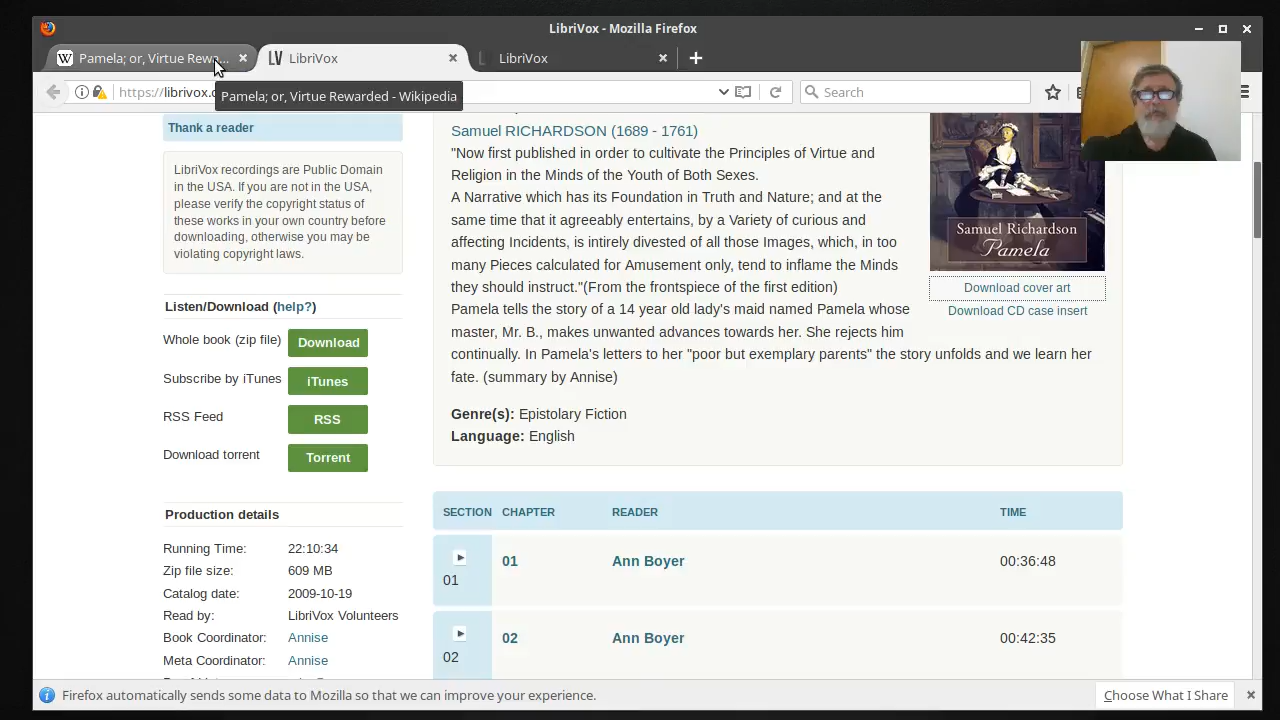 LibriVox - Mozilla Firefox
Pamela; or, Virtue Rewa...
LibriVox
LibriVox
https://librivox.o
Search
Pamela; or, Virtue Rewarded - Wikipedia
Thank a reader
LibriVox recordings are Public Domain
in the USA. If you are not in the USA,
please verify the copyright status of
these works in your own country before
downloading, otherwise you may be
violating copyright laws.
Listen/Download (help?)
Whole book (zip file) Download
Subscribe by iTunes iTunes
RSS Feed RSS
Download torrent Torrent
Production details
Running Time: 22:10:34
Zip file size: 609 MB
Catalog date: 2009-10-19
Read by: LibriVox Volunteers
Book Coordinator: Annise
Meta Coordinator: Annise
Samuel RICHARDSON (1689 - 1761)
"Now first published in order to cultivate the Principles of Virtue and
Religion in the Minds of the Youth of Both Sexes.
A Narrative which has its Foundation in Truth and Nature; and at the
same time that it agreeably entertains, by a Variety of curious and
affecting Incidents, is intirely divested of all those Images, which, in too
many Pieces calculated for Amusement only, tend to inflame the Minds
they should instruct."(From the frontspiece of the first edition)
Pamela tells the story of a 14 year old lady's maid named Pamela whose
master, Mr. B., makes unwanted advances towards her. She rejects him
continually. In Pamela's letters to her "poor but exemplary parents" the story unfolds and we learn her
fate. (summary by Annise)
Genre(s): Epistolary Fiction
Language: English
Samuel Richardson
Pamela
Download cover art
Download CD case insert
SECTION CHAPTER READER TIME
01 01 Ann Boyer 00:36:48
02 02 Ann Boyer 00:42:35
Firefox automatically sends some data to Mozilla so that we can improve your experience.
Choose What I Share